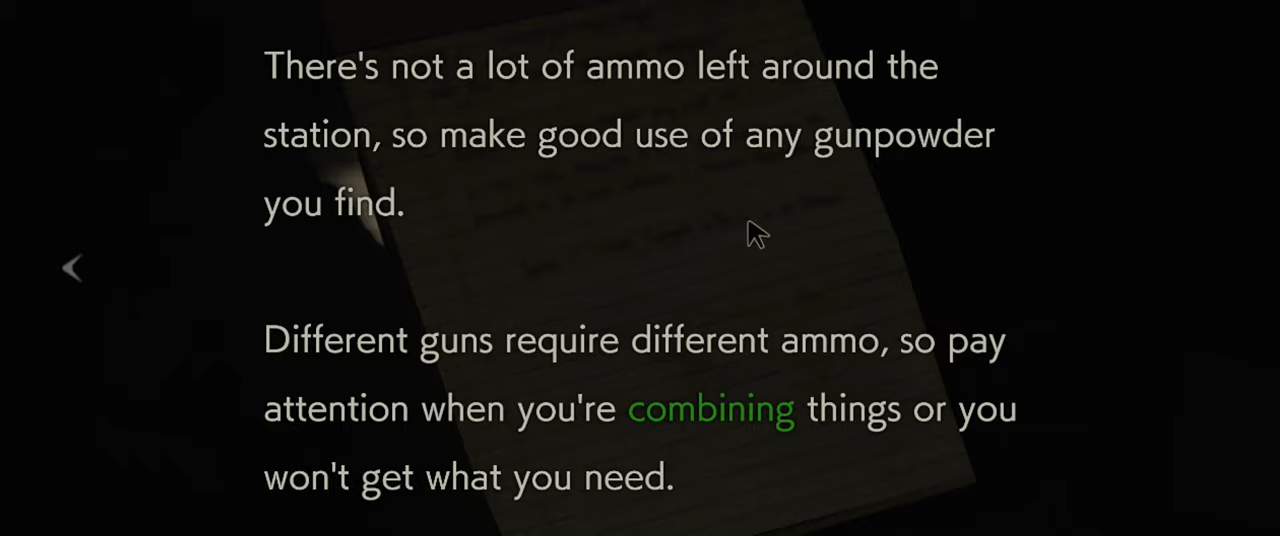 There's not a lot of ammo left around the
station, so make good use of any gunpowder
you find.
Different guns require different ammo, so pay
attention when you're combining things or you
won't get what you need.